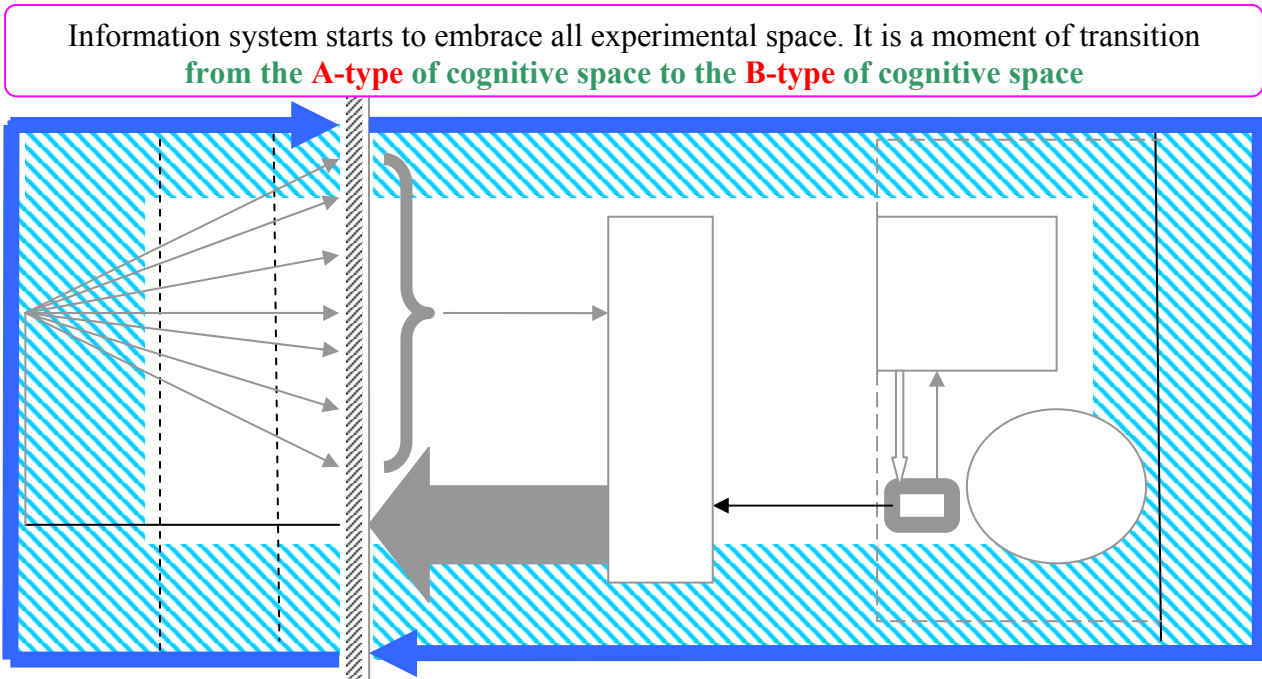 Information system starts to embrace all experimental space. It is a moment of transition
from the A-type of cognitive space to the B-type of cognitive space